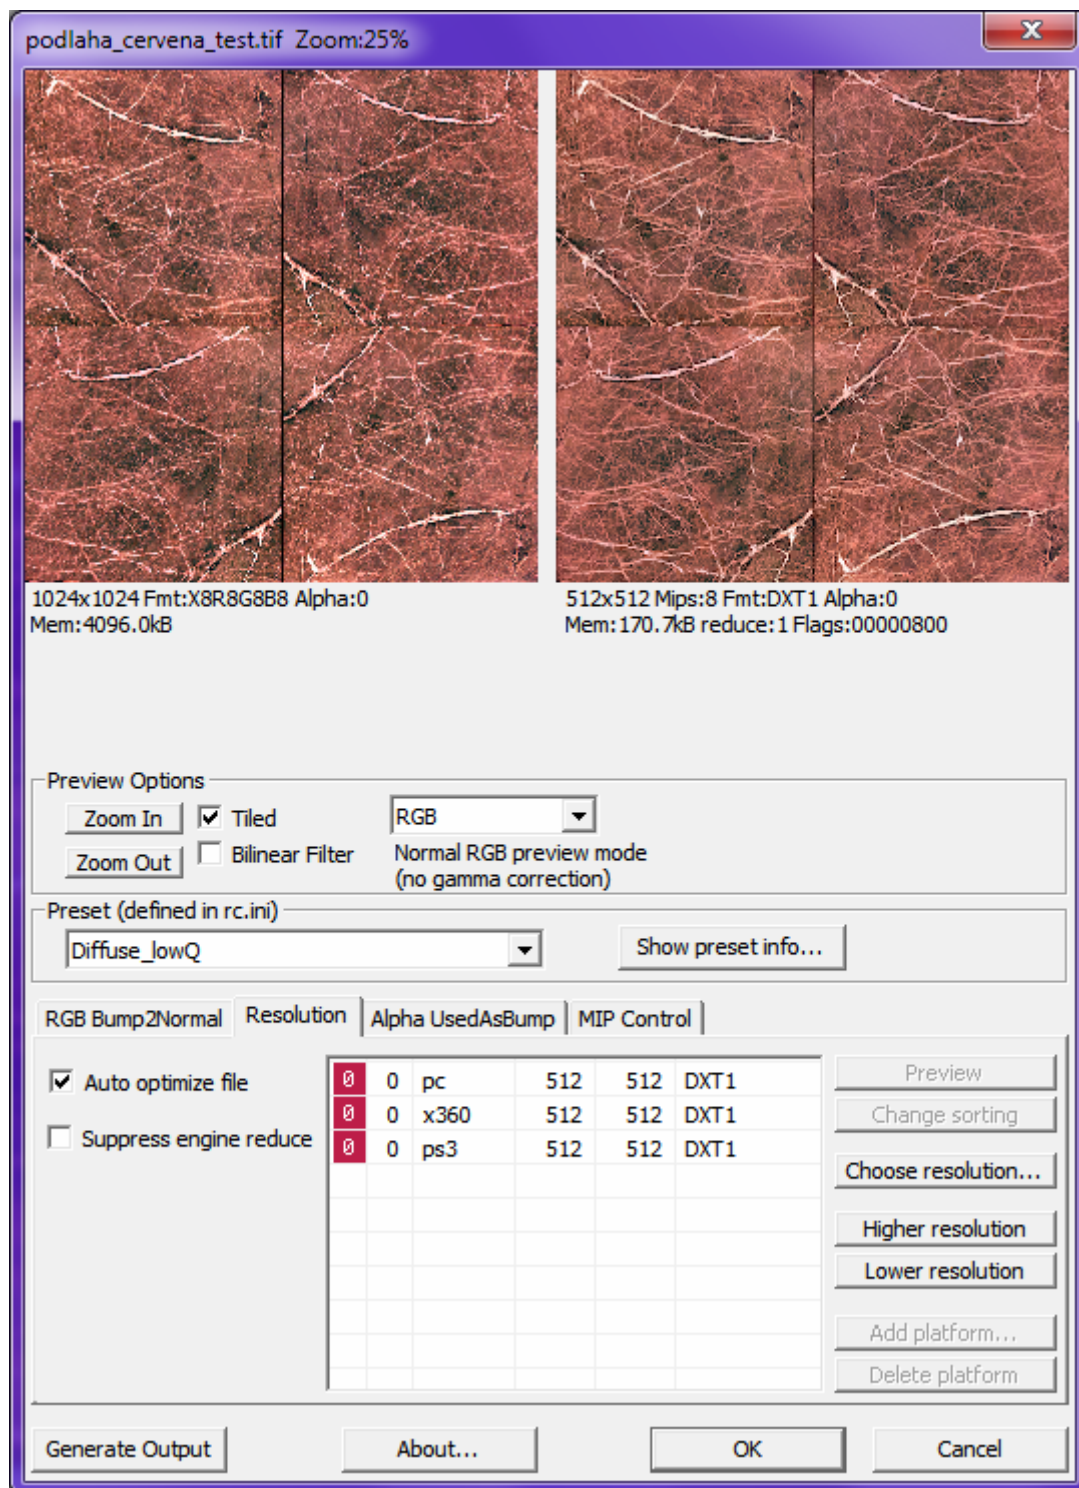 podlaha_cervena_test.tif Zoom:25%
1024x1024 Fmt:X8R8G8B8 Alpha:0
Mem:4096.0kB
512x512 Mips:8 Fmt:DXT1 Alpha:0
Mem:170.7kB reduce:1 Flags:00000800
Preview Options
Zoom In
Tiled
RGB
Zoom Out
Bilinear Filter
Normal RGB preview mode
(no gamma correction)
Preset (defined in rc.ini)
Diffuse_lowQ
Show preset info...
RGB Bump2Normal Resolution Alpha UsedAsBump MIP Control
Auto optimize file
Suppress engine reduce
0 0 pc 512 512 DXT1
0 0 x360 512 512 DXT1
0 0 ps3 512 512 DXT1
Preview
Change sorting
Choose resolution...
Higher resolution
Lower resolution
Add platform...
Delete platform
Generate Output
About...
OK
Cancel